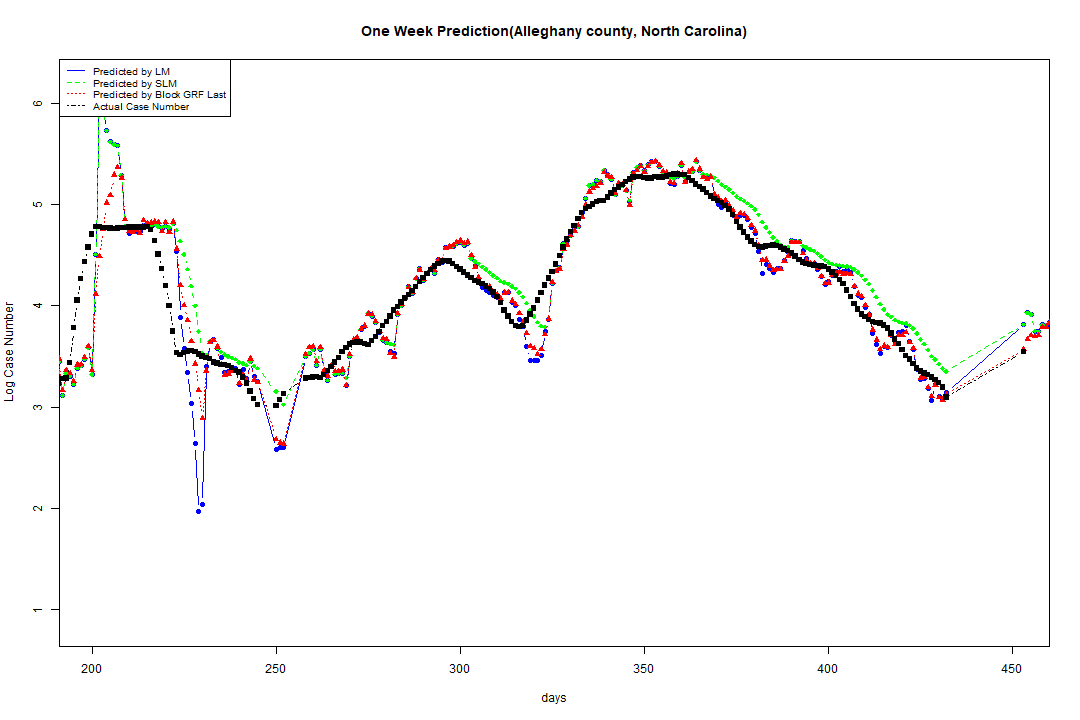 One Week Prediction(Alleghany county, North Carolina)
Predicted by LM
Predicted by SLM
Predicted by Block GRF Last
Actual Case Number
6
5
4
3
2
1
Log Case Number
200 250 300 350 400 450
days